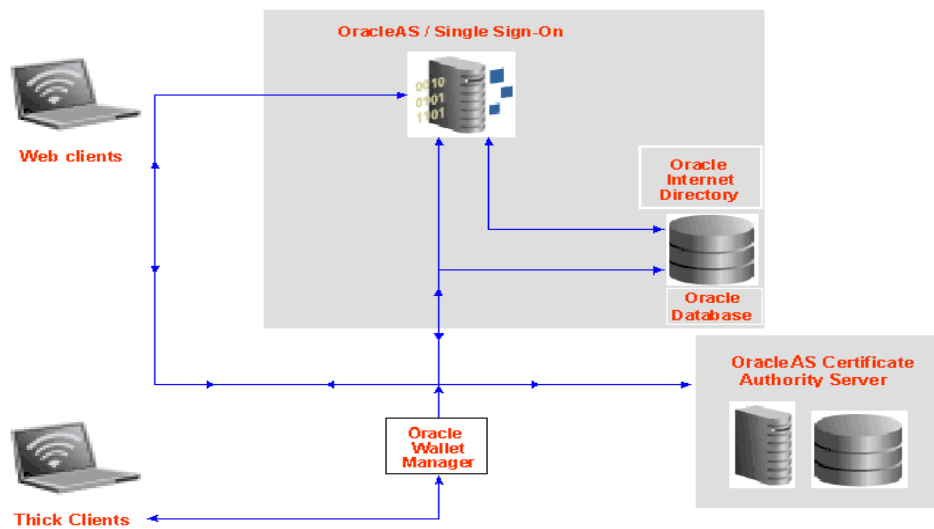 OracleAS / Single Sign-On
0010
0101
1101
Web clients
Oracle
Internet
Directory
Oracle
Database
OracleAS Certificate
Authority Server
Oracle
Wallet
Manager
Thick Clients